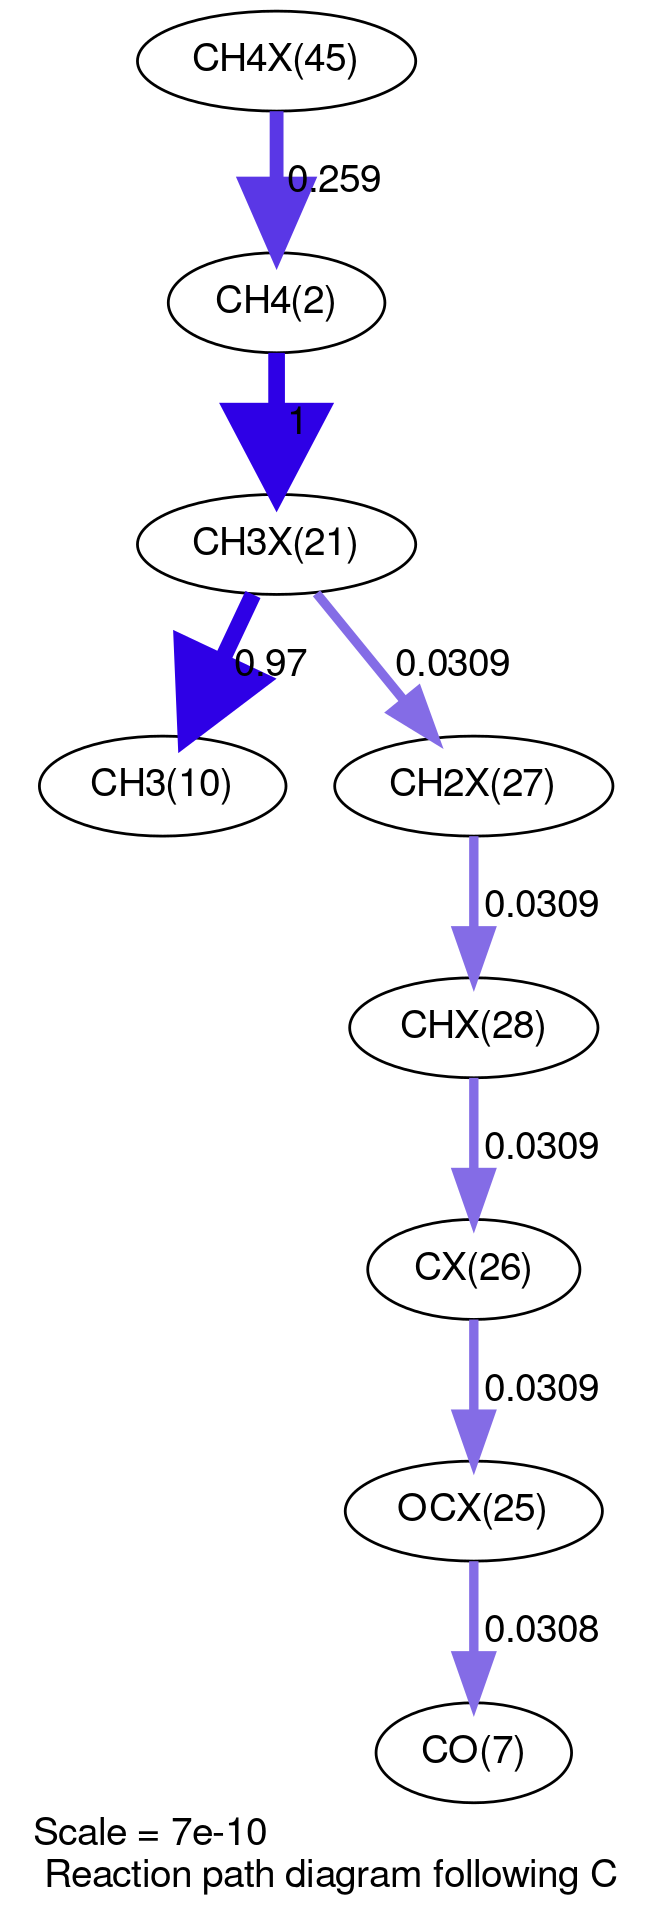 CH4X(45)
0.259
CH4(2)
1
CH3X(21)
0.97
0.0309
CH3(10)
CH2X(27)
0.0309
CHX(28)
0.0309
CX(26)
0.0309
OCX(25)
0.0308
CO(7)
Scale = 7e-10
Reaction path diagram following C